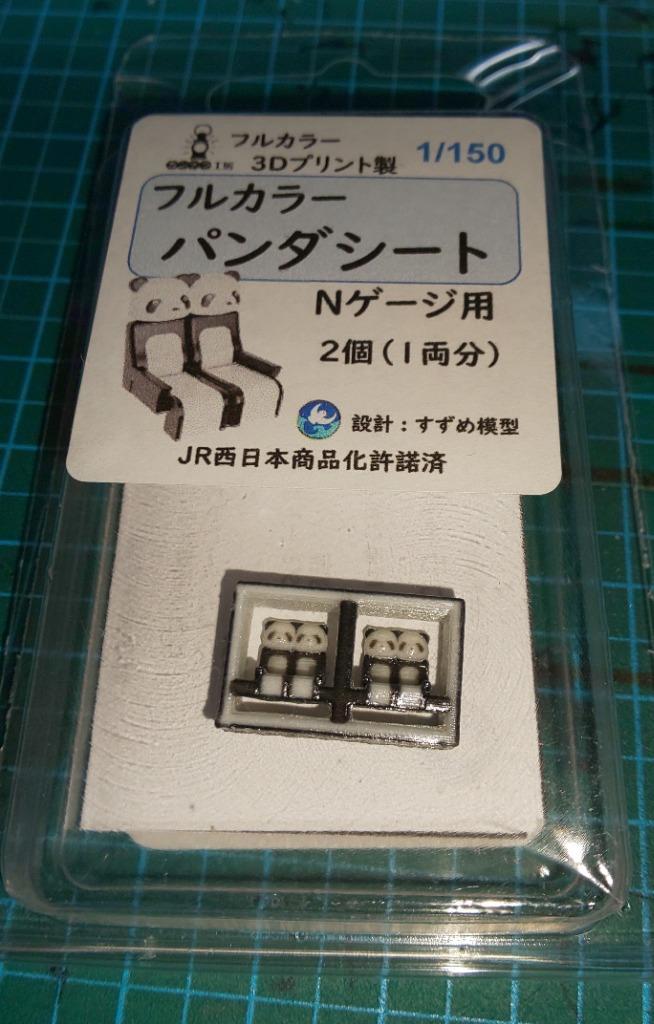 フルカラー
3Dプリント製
1/150
フルカラー
パンダシート
Nゲージ用
2個(1両分)
設計:すずめ模型
JR西日本商品化許諾済